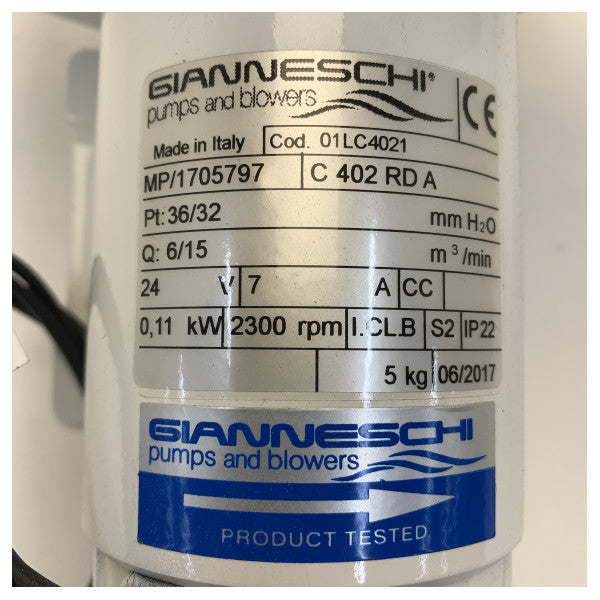 GIANNESCHI®
pumps and blowers
CE
Made in Italy Cod. 01LC4021
MP/1705797 C 402 RD A
Pt: 36/32 mm H₂O
Q: 6/15 m³/min
24 V 7 A CC
0,11 kW 2300 rpm I.CL.B S2 IP22
5 kg 06/2017
GIANNESCHI
pumps and blowers
PRODUCT TESTED